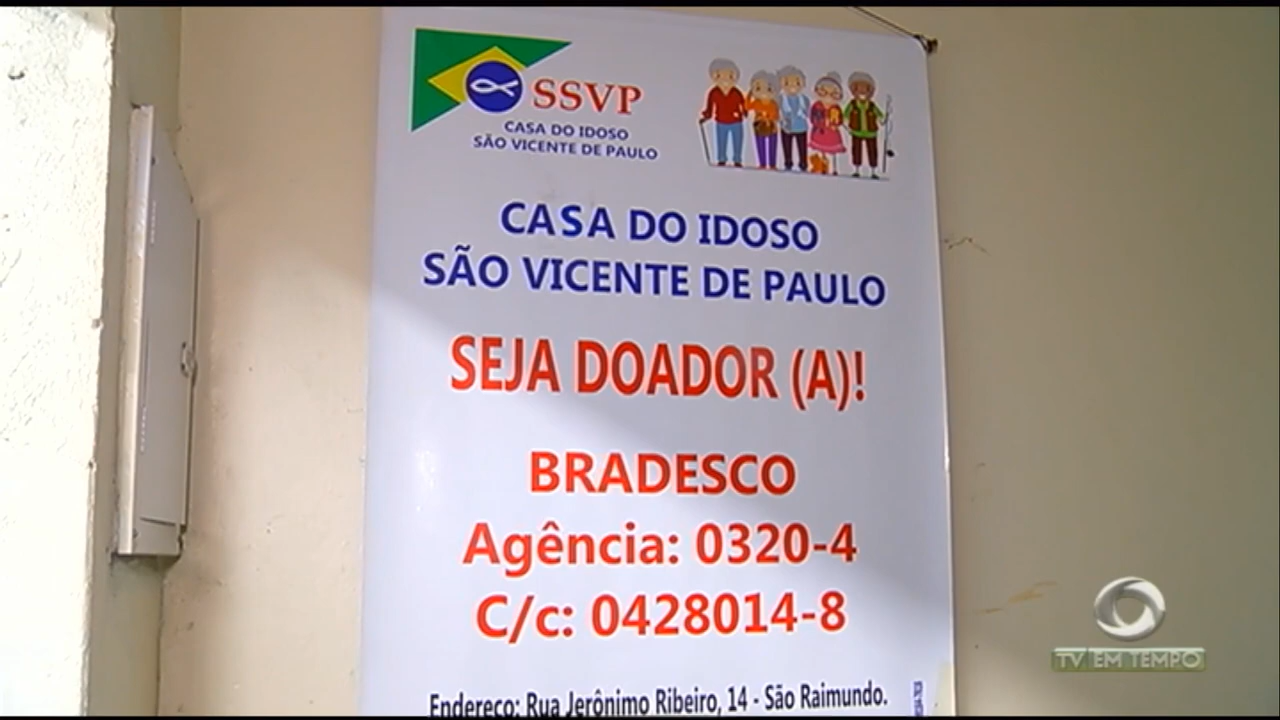 SSVP
CASA DO IDOSO
SÃO VICENTE DE PAULO
CASA DO IDOSO
SÃO VICENTE DE PAULO
SEJA DOADOR (A)!
BRADESCO
Agência: 0320-4
C/c: 0428014-8
Endereço: Rua Jerônimo Ribeiro, 14 - São Raimundo.
TV EM TEMPO